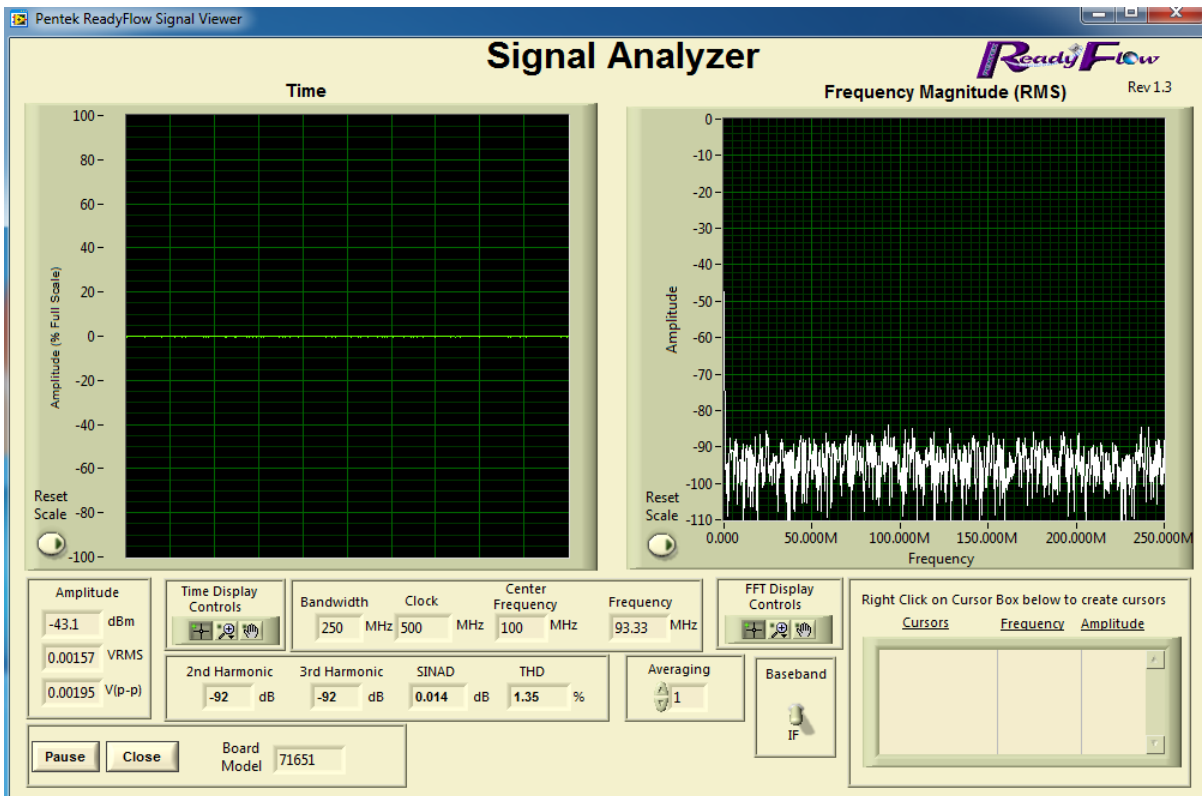 Pentek ReadyFlow Signal Viewer
Signal Analyzer
ReadyFlow
Rev 1.3
Time
Frequency Magnitude (RMS)
100
80
60
40
20
0
-20
-40
-60
-80
-100
Amplitude (% Full Scale)
Reset
Scale
0
-10
-20
-30
-40
-50
-60
-70
-80
-90
-100
-110
Amplitude
Reset
Scale
0.000 50.000M 100.000M 150.000M 200.000M 250.000M
Frequency
Amplitude
-43.1 dBm
0.00157 VRMS
0.00195 V(p-p)
Time Display
Controls
Bandwidth Clock Center Frequency Frequency
250 MHz 500 MHz 100 MHz 93.33 MHz
FFT Display
Controls
Right Click on Cursor Box below to create cursors
Cursors Frequency Amplitude
2nd Harmonic 3rd Harmonic SINAD THD
-92 dB -92 dB 0.014 dB 1.35 %
Averaging
1
Baseband
IF
Pause Close Board Model 71651